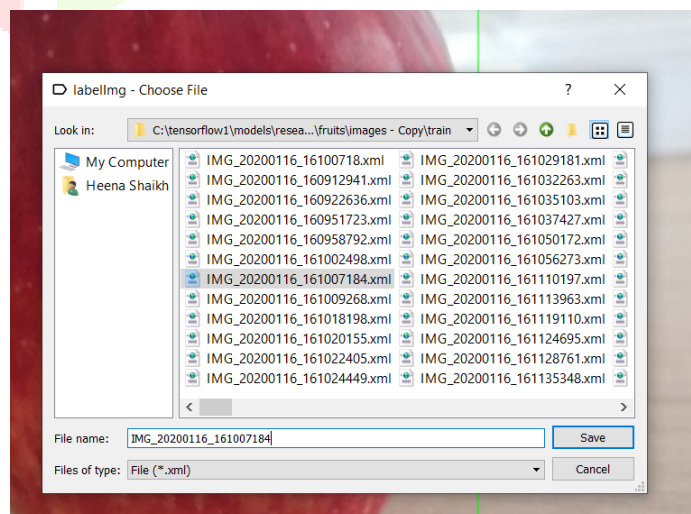 labelImg - Choose File
?
Look in:
C:\tensorflow1\models\resea...\fruits\images - Copy\train
My Computer
Heena Shaikh
IMG_20200116_16100718.xml
IMG_20200116_160912941.xml
IMG_20200116_160922636.xml
IMG_20200116_160951723.xml
IMG_20200116_160958792.xml
IMG_20200116_161002498.xml
IMG_20200116_161007184.xml
IMG_20200116_161009268.xml
IMG_20200116_161018198.xml
IMG_20200116_161020155.xml
IMG_20200116_161022405.xml
IMG_20200116_161024449.xml
IMG_20200116_161029181.xml
IMG_20200116_161032263.xml
IMG_20200116_161035103.xml
IMG_20200116_161037427.xml
IMG_20200116_161050172.xml
IMG_20200116_161056273.xml
IMG_20200116_161110197.xml
IMG_20200116_161113963.xml
IMG_20200116_161119110.xml
IMG_20200116_161124695.xml
IMG_20200116_161128761.xml
IMG_20200116_161135348.xml
File name:
IMG_20200116_161007184
Save
Files of type:
File (*.xml)
Cancel